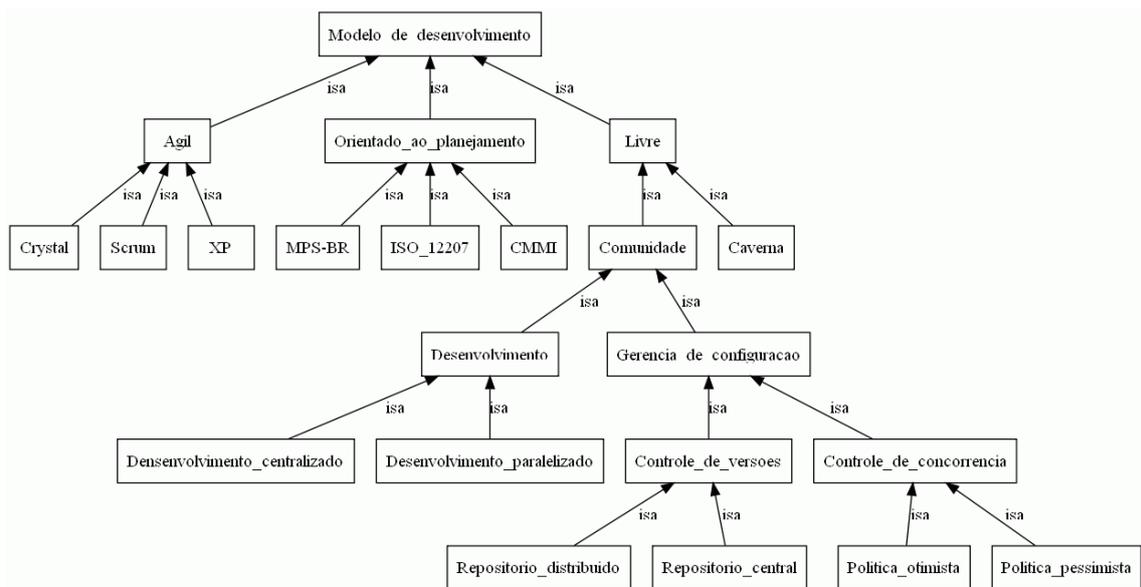 Modelo de desenvolvimento
isa
isa
isa
Agil
Orientado_ao_planejamento
Livre
isa
isa
isa
isa
isa
isa
isa
isa
Crystal
Scrum
XP
MPS-BR
ISO_12207
CMMI
Comunidade
Caverna
isa
isa
Desenvolvimento
Gerencia de configuracao
isa
isa
isa
isa
Densenvolvimento_centralizado
Desenvolvimento_paralelizado
Controle_de_versoes
Controle_de_concorrencia
isa
isa
isa
isa
Repositorio_distribuido
Repositorio_central
Politica_otimista
Politica_pessimista